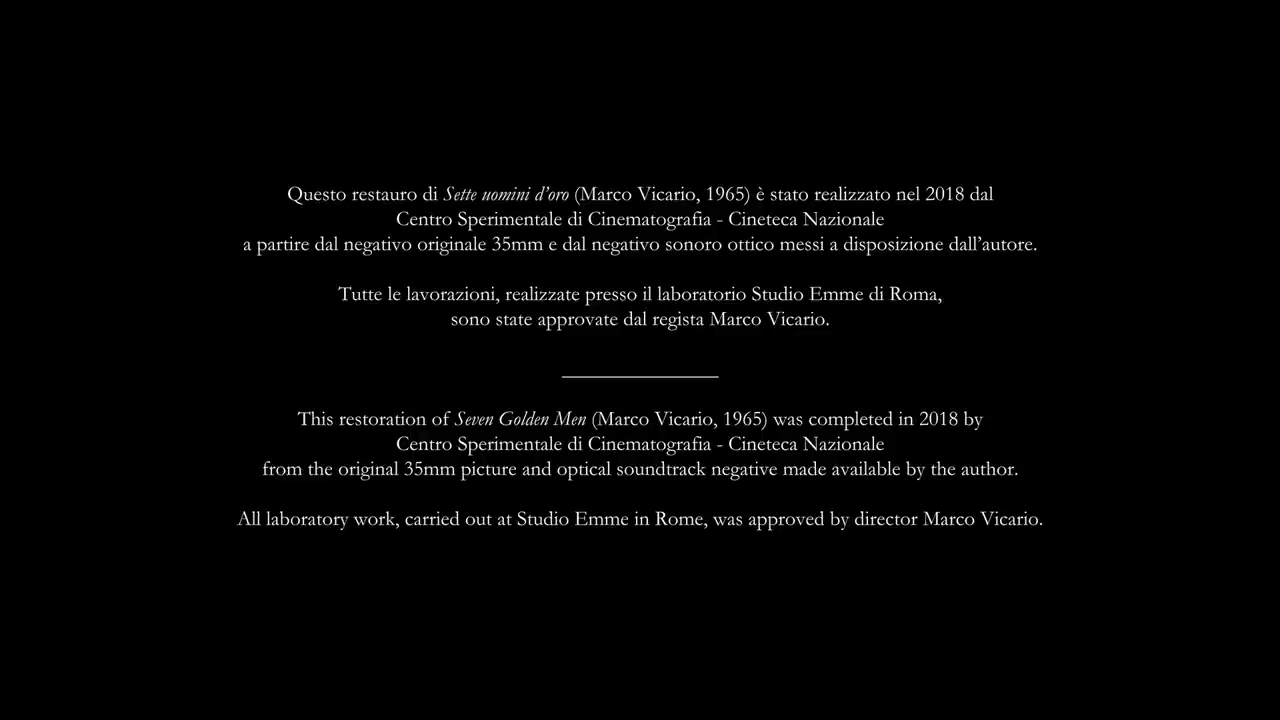 Questo restauro di Sette uomini d'oro (Marco Vicario, 1965) è stato realizzato nel 2018 dal
Centro Sperimentale di Cinematografia - Cineteca Nazionale
a partire dal negativo originale 35mm e dal negativo sonoro ottico messi a disposizione dall'autore.
Tutte le lavorazioni, realizzate presso il laboratorio Studio Emme di Roma,
sono state approvate dal regista Marco Vicario.
This restoration of Seven Golden Men (Marco Vicario, 1965) was completed in 2018 by
Centro Sperimentale di Cinematografia - Cineteca Nazionale
from the original 35mm picture and optical soundtrack negative made available by the author.
All laboratory work, carried out at Studio Emme in Rome, was approved by director Marco Vicario.